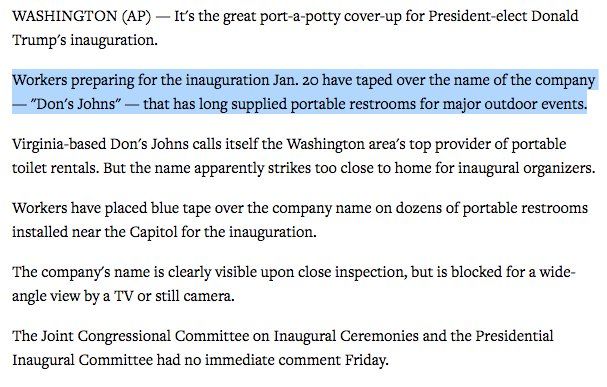 WASHINGTON (AP) — It's the great port-a-potty cover-up for President-elect Donald
Trump's inauguration.
Workers preparing for the inauguration Jan. 20 have taped over the name of the company
— "Don's Johns" — that has long supplied portable restrooms for major outdoor events.
Virginia-based Don's Johns calls itself the Washington area's top provider of portable
toilet rentals. But the name apparently strikes too close to home for inaugural organizers.
Workers have placed blue tape over the company name on dozens of portable restrooms
installed near the Capitol for the inauguration.
The company's name is clearly visible upon close inspection, but is blocked for a wide-
angle view by a TV or still camera.
The Joint Congressional Committee on Inaugural Ceremonies and the Presidential
Inaugural Committee had no immediate comment Friday.